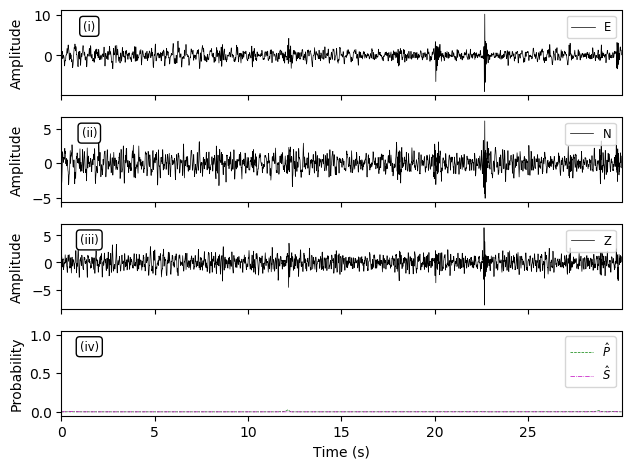 10
0
Amplitude
(i)
E
5
0
−5
Amplitude
(ii)
N
5
0
−5
Amplitude
(iii)
Z
1.0
0.5
0.0
Probability
(iv)
P̂
Ŝ
0 5 10 15 20 25
Time (s)